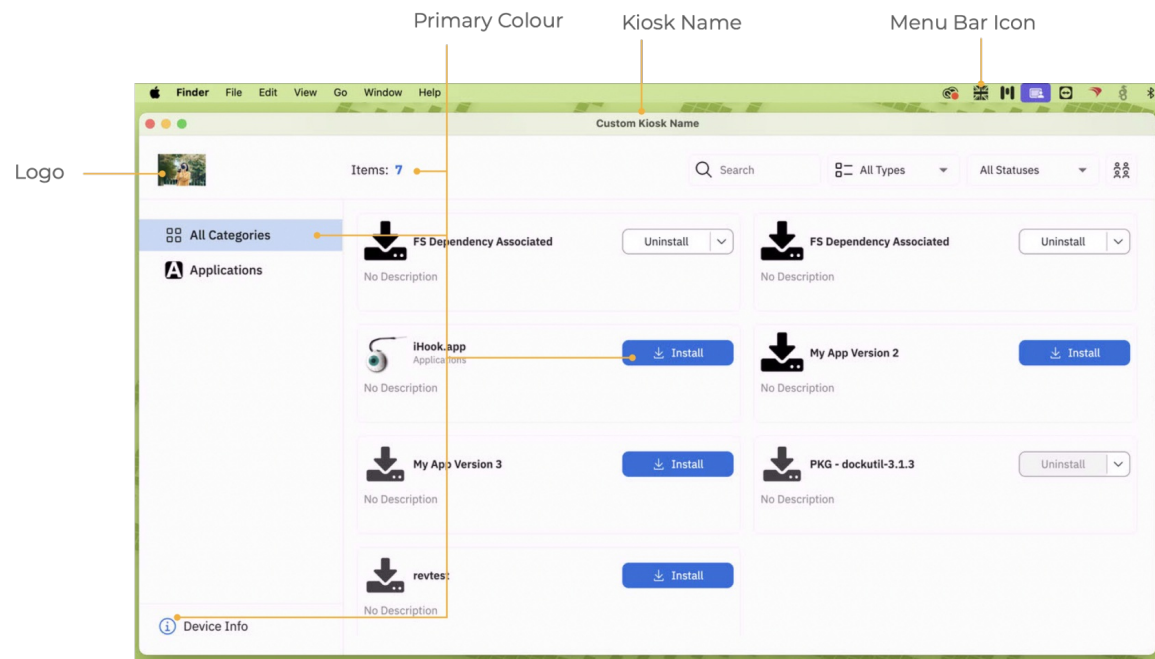 Primary Colour
Kiosk Name
Menu Bar Icon
Finder File Edit View Go Window Help
Custom Kiosk Name
Logo
Items: 7
Search
All Types
All Statuses
All Categories
Applications
FS Dependency Associated
Uninstall
No Description
FS Dependency Associated
Uninstall
No Description
iHook.app
Applications
Install
No Description
My App Version 2
Install
No Description
My App Version 3
Install
No Description
PKG - dockutil-3.1.3
Uninstall
No Description
revtest
Install
No Description
Device Info